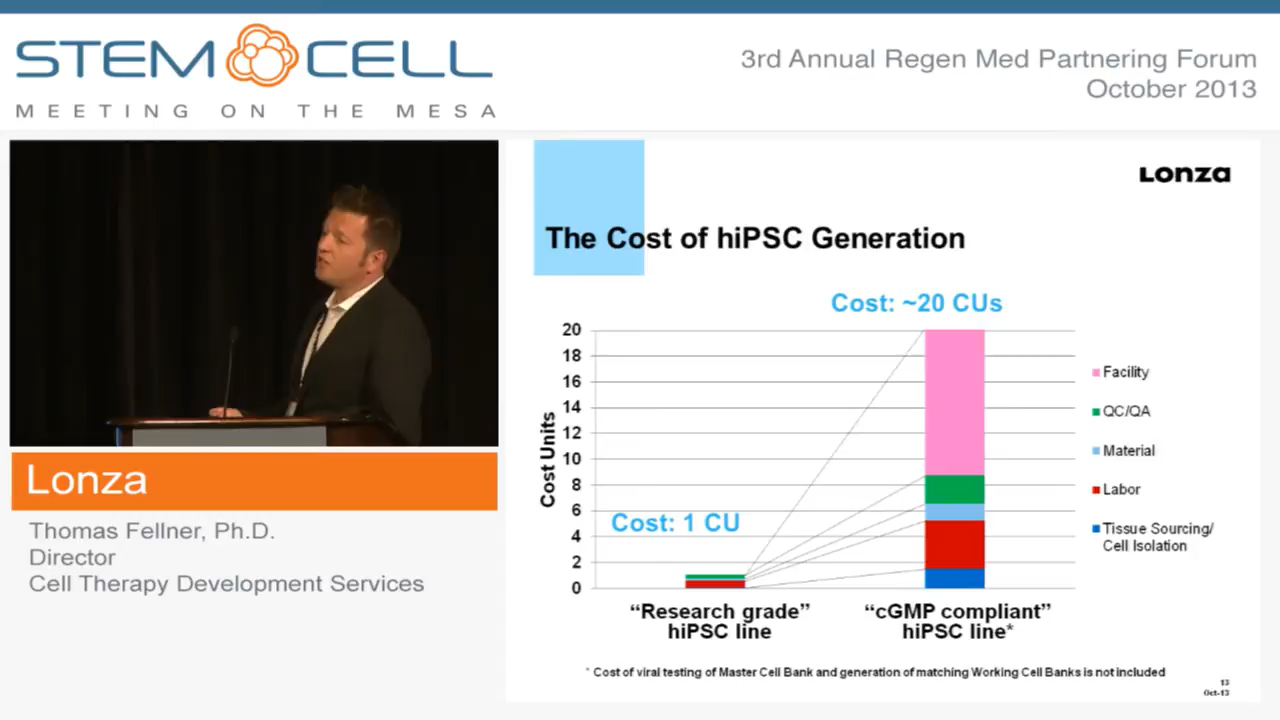 STEM CELL
MEETING ON THE MESA
3rd Annual Regen Med Partnering Forum
October 2013
Lonza
The Cost of hiPSC Generation
Cost: ~20 CUs
Cost: 1 CU
Cost Units
20
18
16
14
12
10
8
6
4
2
0
Facility
QC/QA
Material
Labor
Tissue Sourcing/
Cell Isolation
“Research grade”
hiPSC line
“cGMP compliant”
hiPSC line*
* Cost of viral testing of Master Cell Bank and generation of matching Working Cell Banks is not included
13
Oct-13
Lonza
Thomas Fellner, Ph.D.
Director
Cell Therapy Development Services